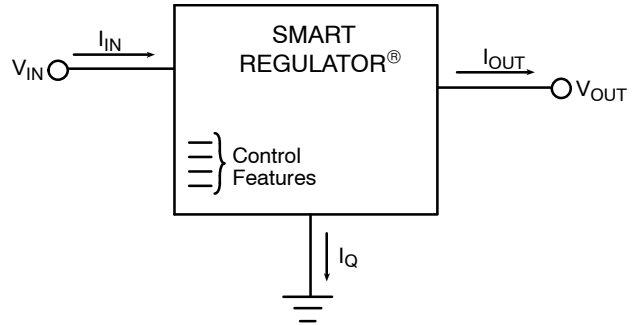 SMART
REGULATOR®
I_IN
V_IN
I_OUT
V_OUT
Control
Features
I_Q